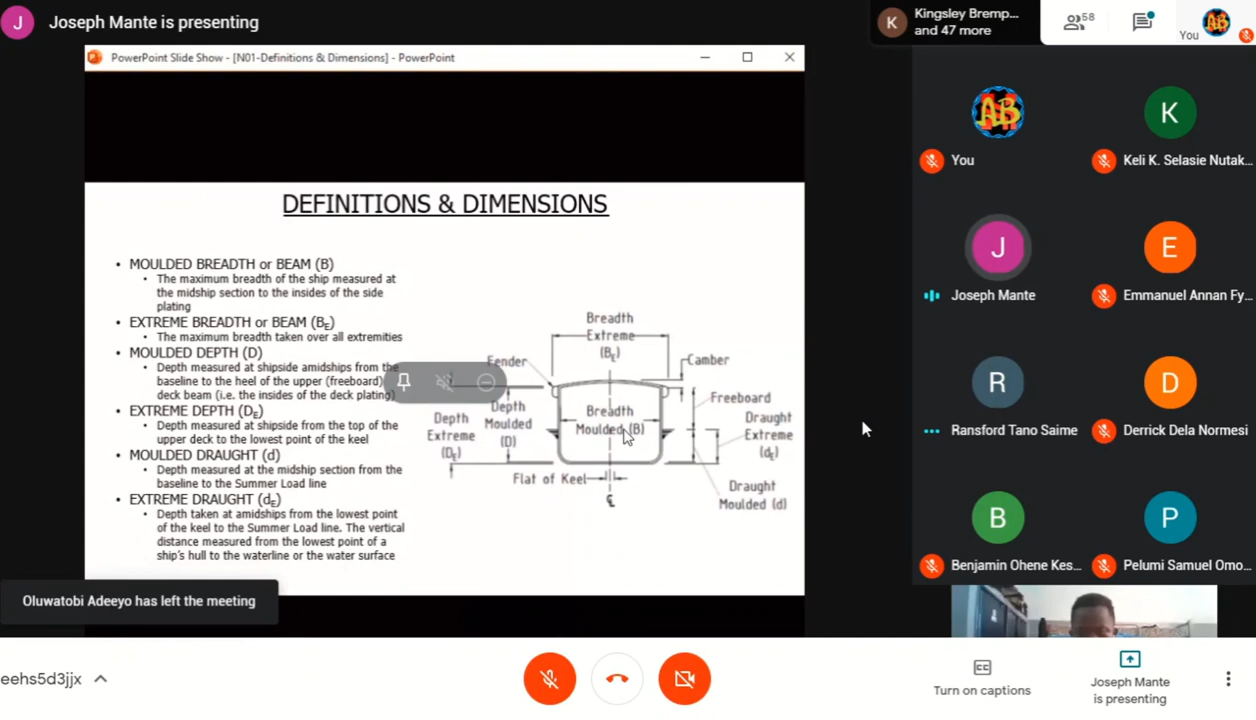 J Joseph Mante is presenting
K Kingsley Bremp...
and 47 more
58
You
PowerPoint Slide Show - [N01-Definitions & Dimensions] - PowerPoint
DEFINITIONS & DIMENSIONS
• MOULDED BREADTH or BEAM (B)
• The maximum breadth of the ship measured at
the midship section to the insides of the side
plating
• EXTREME BREADTH or BEAM (BE)
• The maximum breadth taken over all extremities
• MOULDED DEPTH (D)
• Depth measured at shipside amidships from the
baseline to the heel of the upper (freeboard)
deck beam (i.e. the insides of the deck plating)
• EXTREME DEPTH (DE)
• Depth measured at shipside from the top of the
upper deck to the lowest point of the keel
• MOULDED DRAUGHT (d)
• Depth measured at the midship section from the
baseline to the Summer Load line
• EXTREME DRAUGHT (dE)
• Depth taken at amidships from the lowest point
of the keel to the Summer Load line. The vertical
distance measured from the lowest point of a
ship's hull to the waterline or the water surface
Breadth
Extreme
(BE)
Fender
Camber
Freeboard
Breadth
Moulded (B)
Depth
Moulded
(D)
Depth
Extreme
(DE)
Draught
Extreme
(dE)
Flat of Keel
℄
Draught
Moulded (d)
AB
You
K
Keli K. Selasie Nutak...
J
Joseph Mante
E
Emmanuel Annan Fy...
R
Ransford Tano Saime
D
Derrick Dela Normesi
B
Benjamin Ohene Kes...
P
Pelumi Samuel Omo...
Oluwatobi Adeeyo has left the meeting
eehs5d3jjx
CC
Turn on captions
Joseph Mante
is presenting